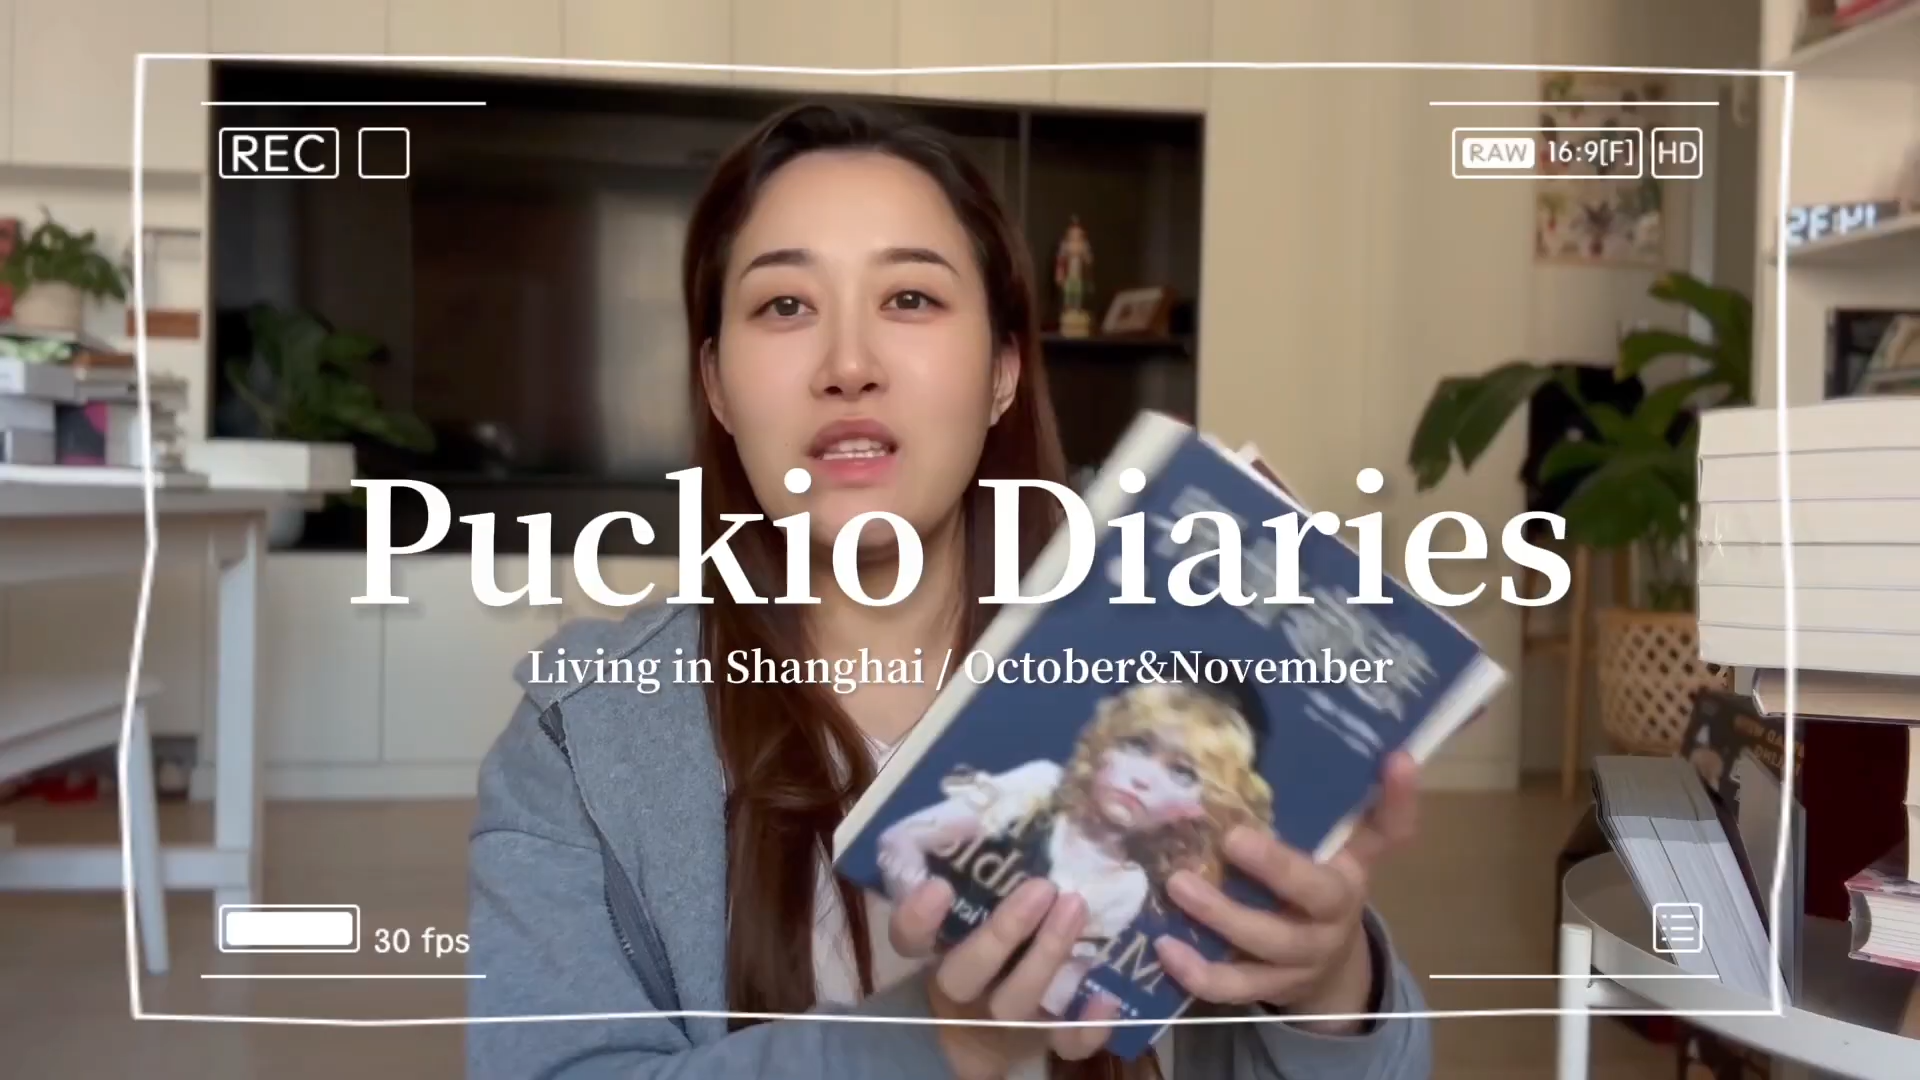 REC
RAW 16:9[F] HD
Puckio Diaries
Living in Shanghai / October&November
30 fps